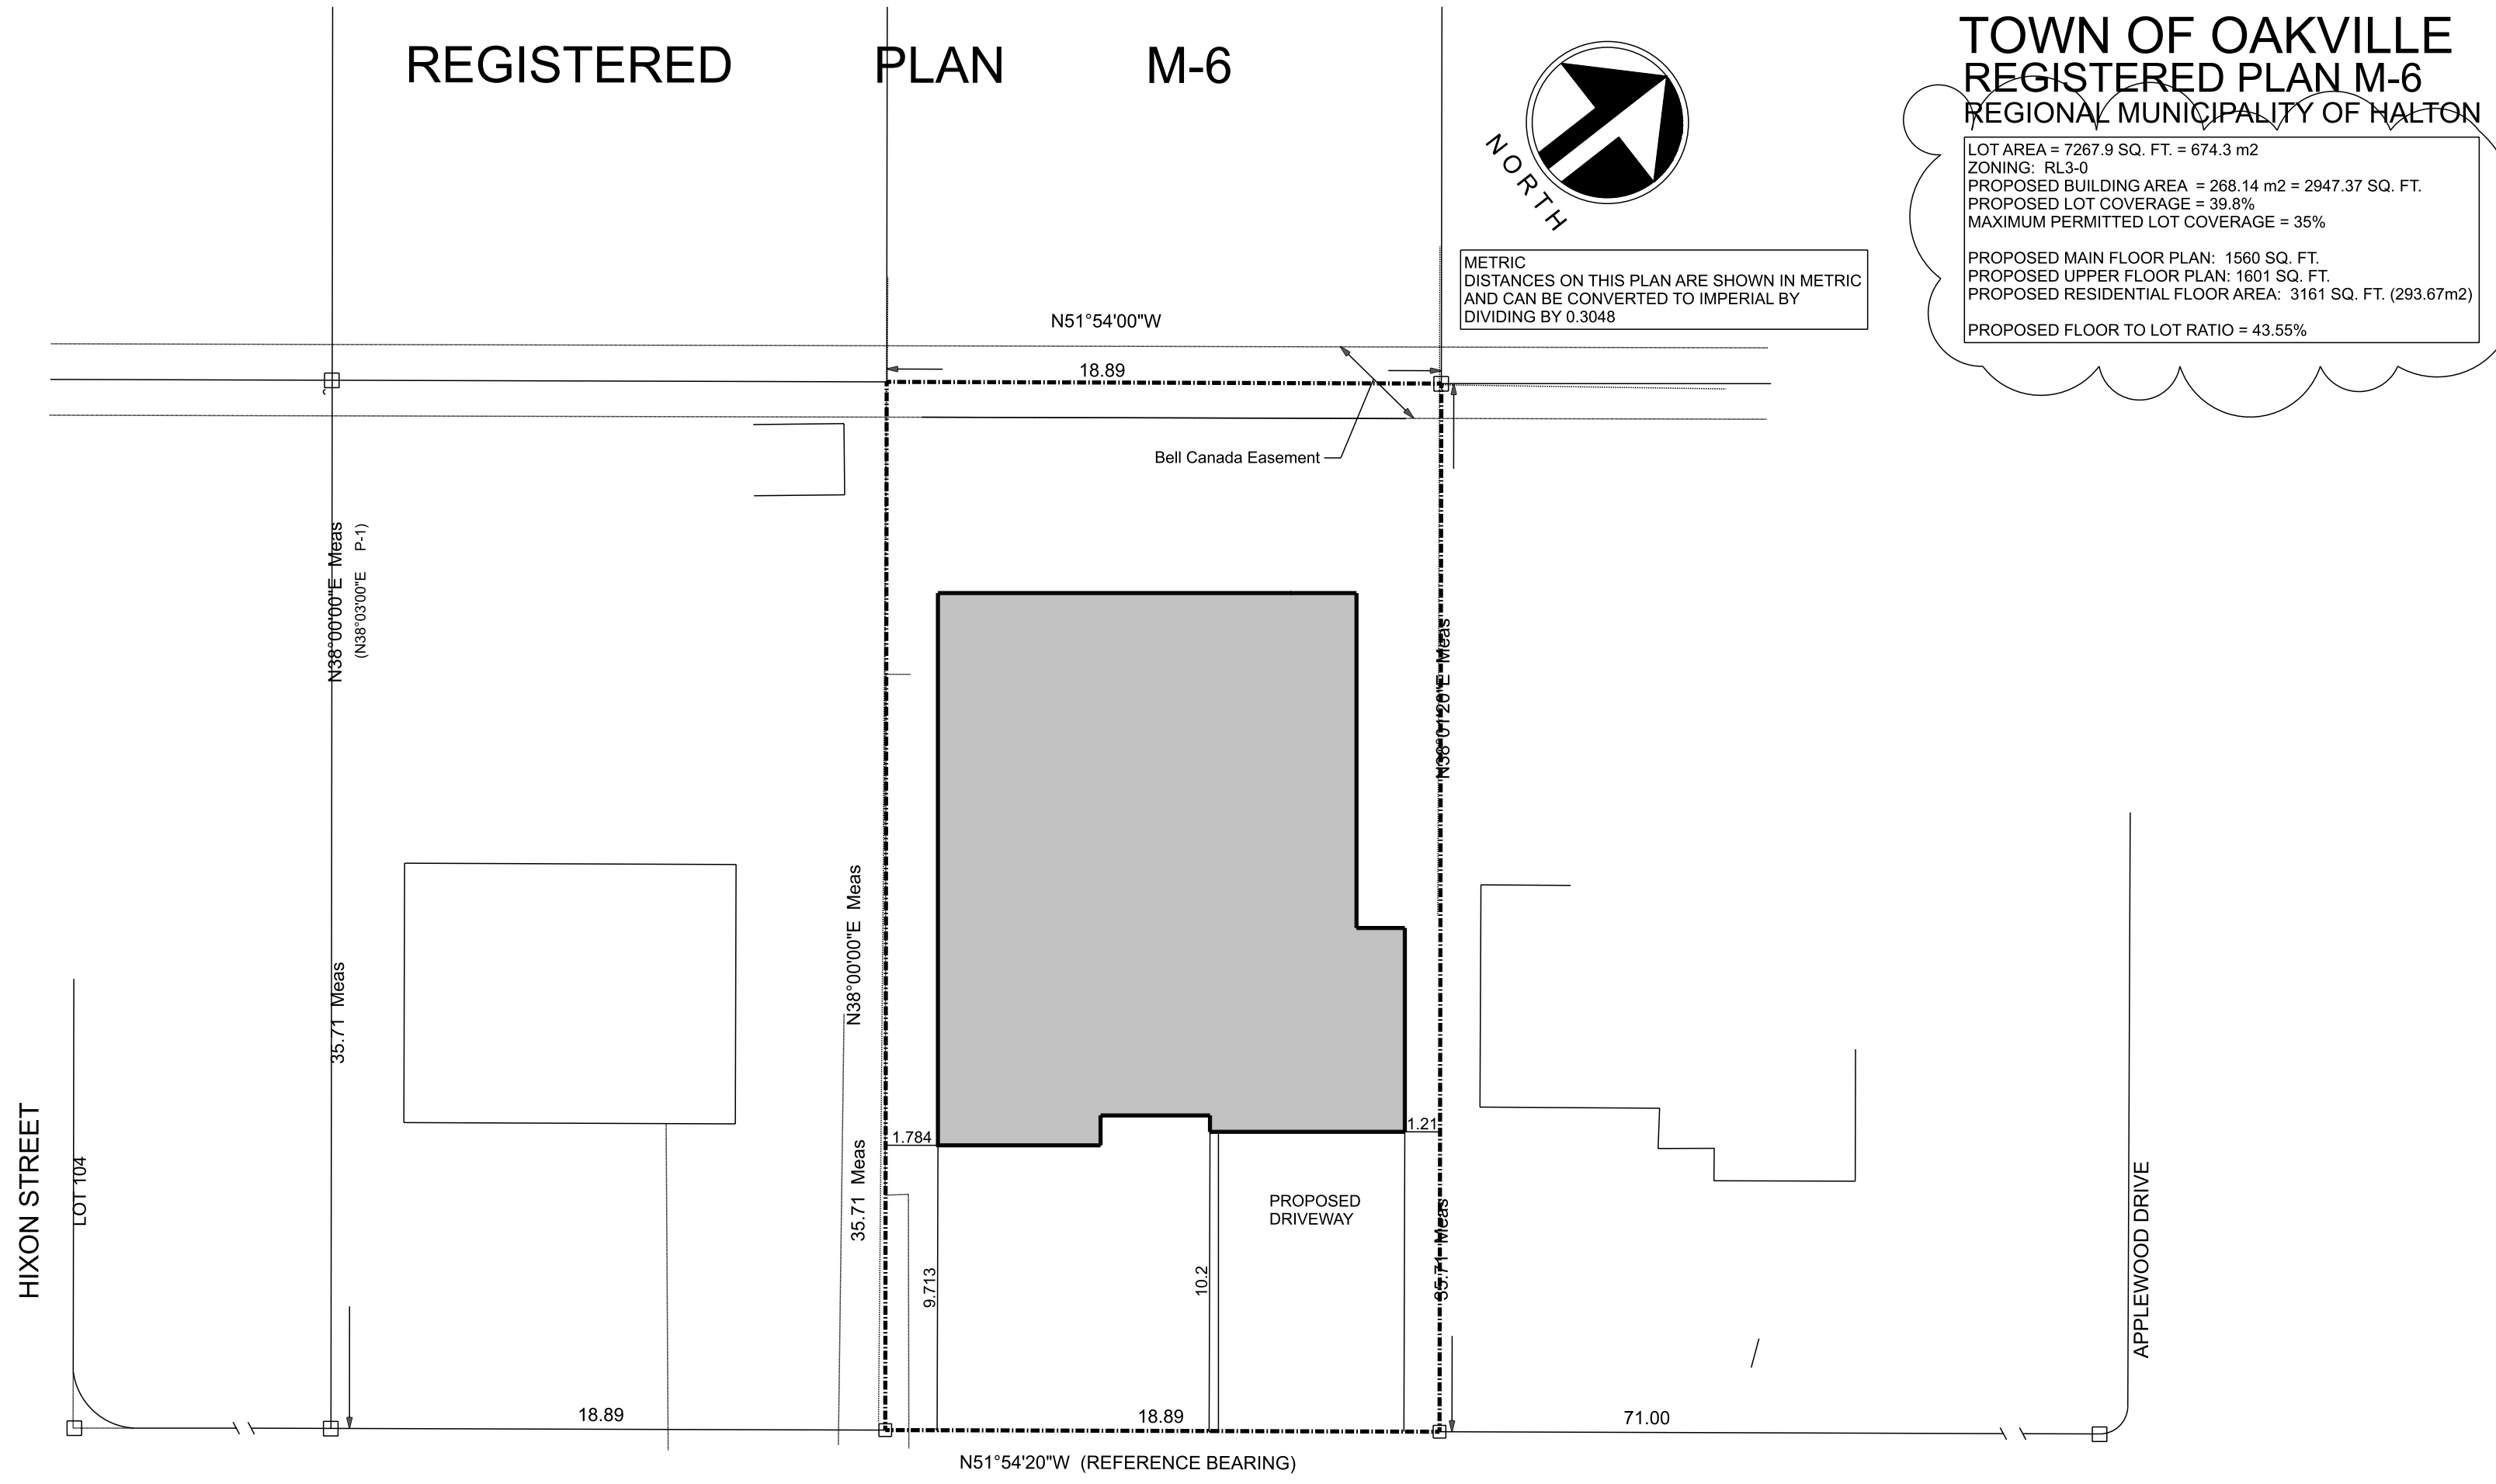 REGISTERED PLAN M-6
TOWN OF OAKVILLE
REGISTERED PLAN M-6
REGIONAL MUNICIPALITY OF HALTON
LOT AREA = 7267.9 SQ. FT. = 674.3 m2
ZONING: RL3-0
PROPOSED BUILDING AREA = 268.14 m2 = 2947.37 SQ. FT.
PROPOSED LOT COVERAGE = 39.8%
MAXIMUM PERMITTED LOT COVERAGE = 35%
PROPOSED MAIN FLOOR PLAN: 1560 SQ. FT.
PROPOSED UPPER FLOOR PLAN: 1601 SQ. FT.
PROPOSED RESIDENTIAL FLOOR AREA: 3161 SQ. FT. (293.67m2)
PROPOSED FLOOR TO LOT RATIO = 43.55%
NORTH
METRIC
DISTANCES ON THIS PLAN ARE SHOWN IN METRIC
AND CAN BE CONVERTED TO IMPERIAL BY
DIVIDING BY 0.3048
N51°54'00"W
18.89
Bell Canada Easement
N38°00'00"E Meas
(N38°03'00"E P-1)
35.71 Meas
N38°00'00"E Meas
35.71 Meas
N38°01'20"E Meas
35.71 Meas
HIXON STREET
LOT 104
1.784
1.21
PROPOSED
DRIVEWAY
9.713
10.2
APPLEWOOD DRIVE
18.89
18.89
71.00
N51°54'20"W (REFERENCE BEARING)